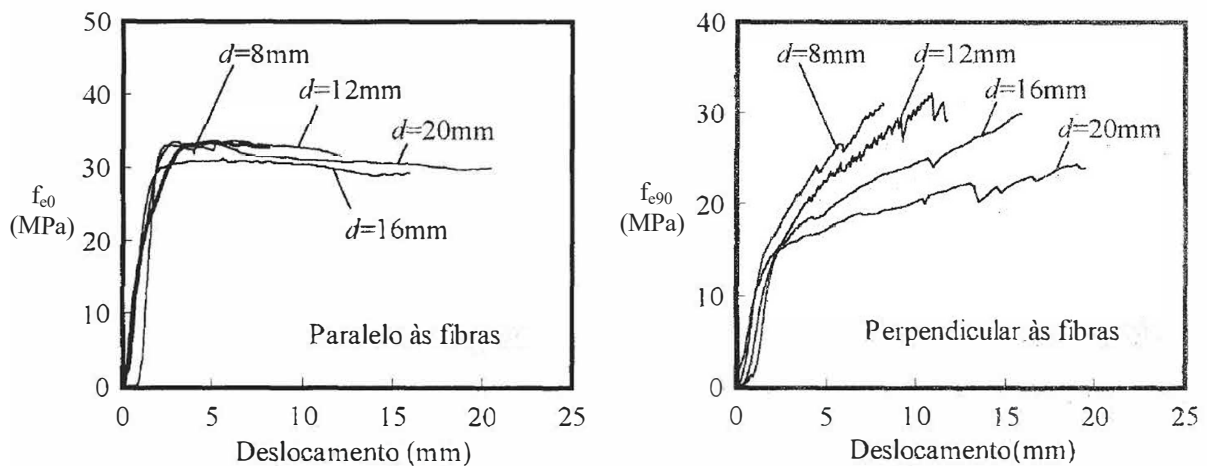 50
40
30
20
10
0
f_e0
(MPa)
d=8mm
d=12mm
d=20mm
d=16mm
Paralelo às fibras
0 5 10 15 20 25
Deslocamento (mm)
40
30
20
10
0
f_e90
(MPa)
d=8mm
d=12mm
d=16mm
d=20mm
Perpendicular às fibras
0 5 10 15 20 25
Deslocamento(mm)